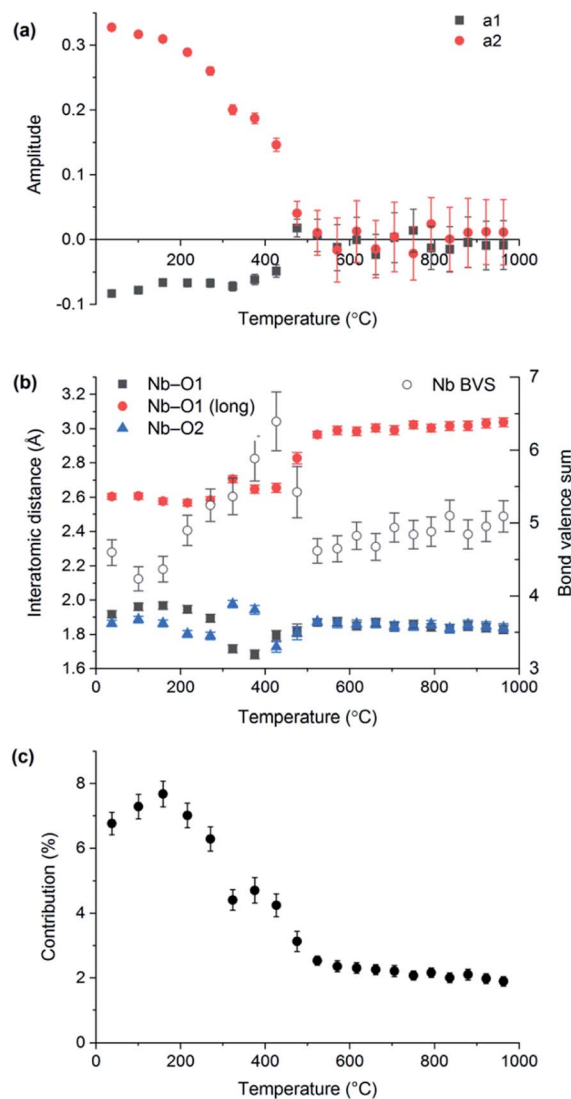 (a)
a1
a2
0.3
0.2
0.1
0.0
-0.1
Amplitude
200 400 600 800 1000
Temperature (°C)
(b)
Nb–O1
Nb–O1 (long)
Nb–O2
Nb BVS
3.2
3.0
2.8
2.6
2.4
2.2
2.0
1.8
1.6
Interatomic distance (Å)
7
6
5
4
3
Bond valence sum
0 200 400 600 800 1000
Temperature (°C)
(c)
8
6
4
2
0
Contribution (%)
0 200 400 600 800 1000
Temperature (°C)